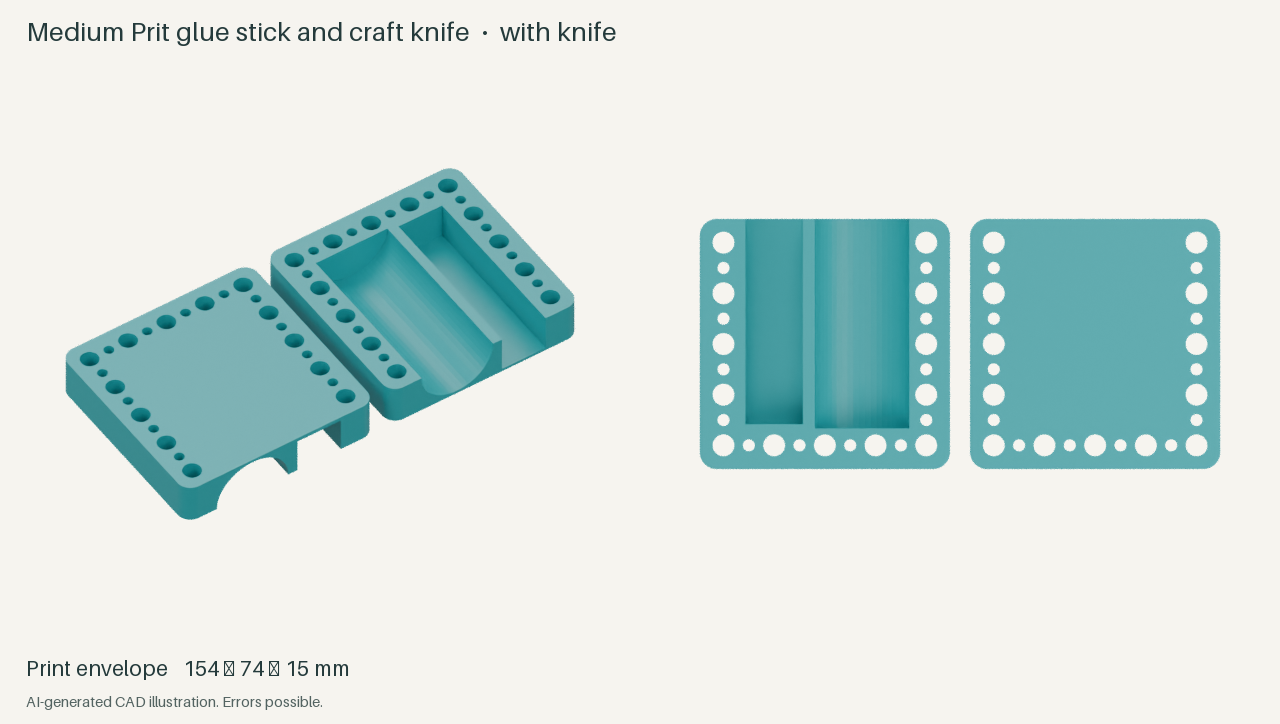 Medium Prit glue stick and craft knife · with knife
Print envelope 154 ▯ 74 ▯ 15 mm
AI-generated CAD illustration. Errors possible.